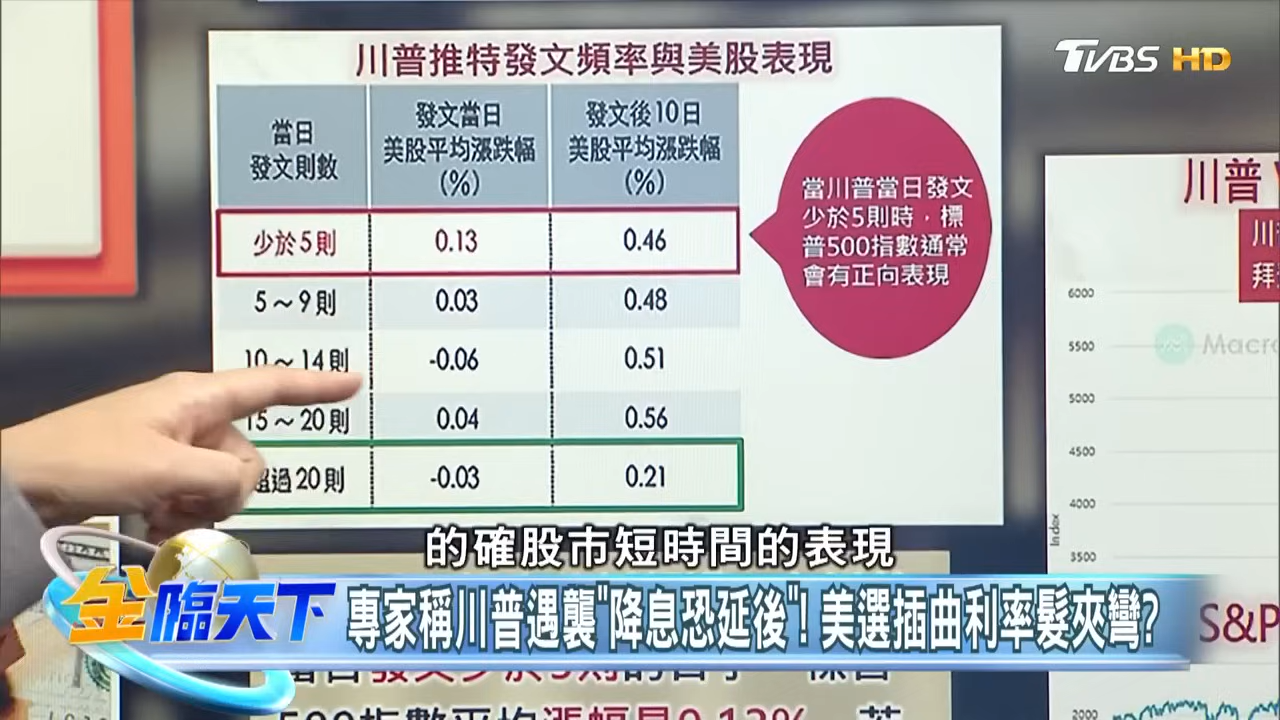 川普推特發文頻率與美股表現
TVBS HD
當日
發文則數
發文當日
美股平均漲跌幅
(%)
發文後10日
美股平均漲跌幅
(%)
少於5則 0.13 0.46
5～9則 0.03 0.48
10～14則 -0.06 0.51
15～20則 0.04 0.56
超過20則 -0.03 0.21
當川普當日發文
少於5則時，標
普500指數通常
會有正向表現
川普
川
拜
6000
5500
Macro
5000
4500
4000
3500
Index
S&P
2000
的確股市短時間的表現
金臨天下
專家稱川普遇襲"降息恐延後"！美選插曲利率髮夾彎？